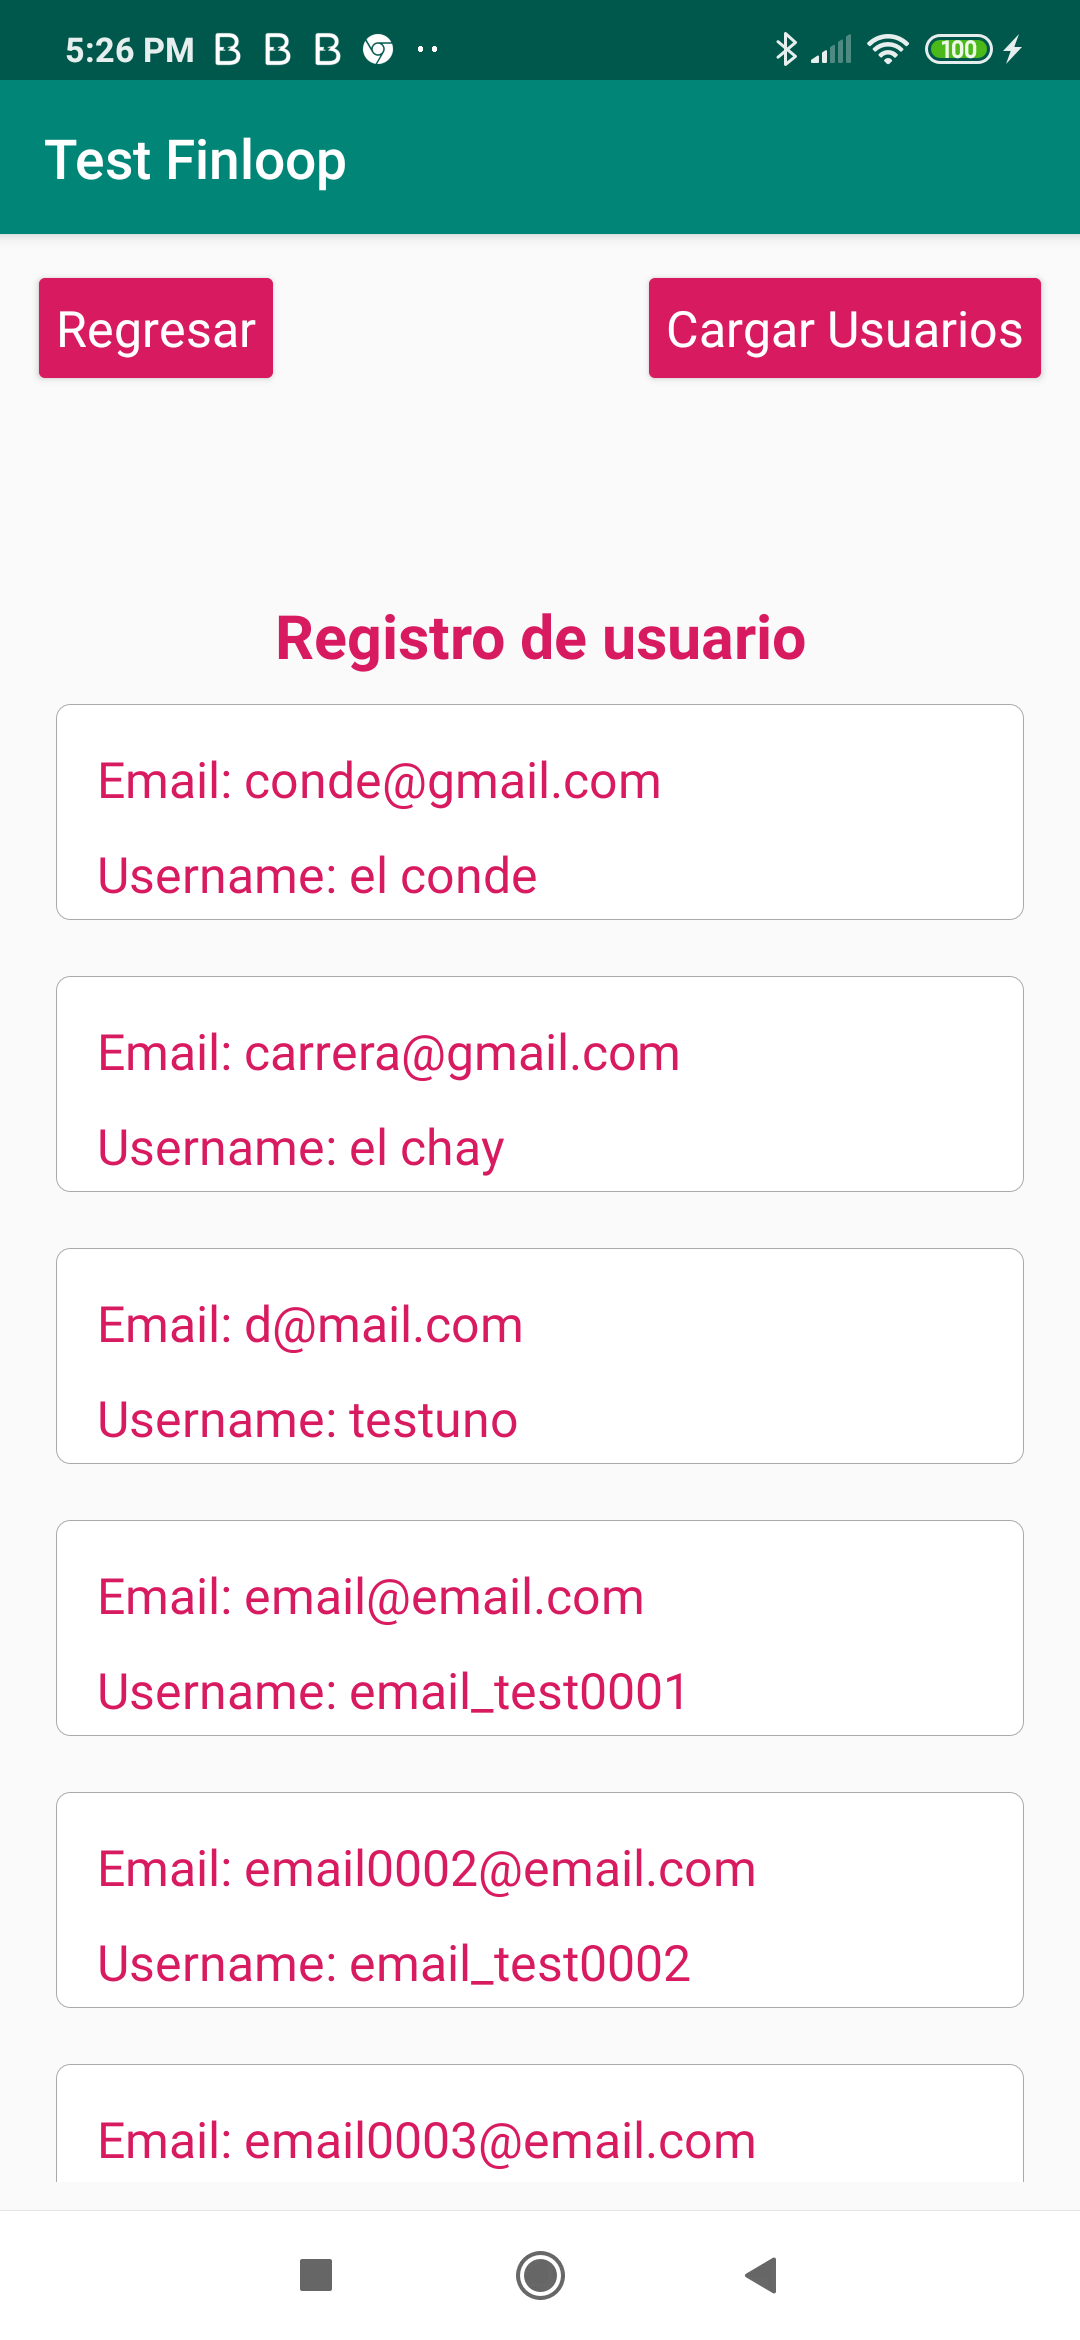 5:26 PM
100
Test Finloop
Regresar
Cargar Usuarios
Registro de usuario
Email: conde@gmail.com
Username: el conde
Email: carrera@gmail.com
Username: el chay
Email: d@mail.com
Username: testuno
Email: email@email.com
Username: email_test0001
Email: email0002@email.com
Username: email_test0002
Email: email0003@email.com